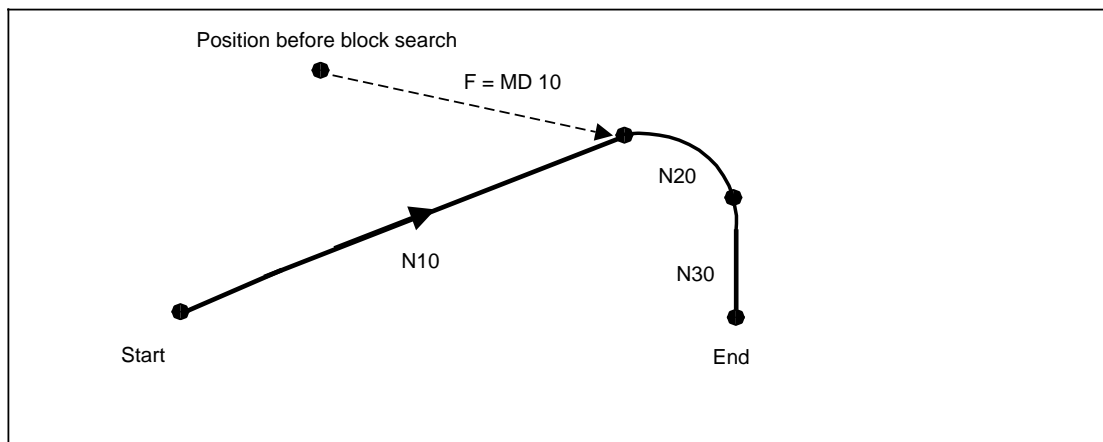 Position before block search
F = MD 10
N20
N10
N30
Start
End